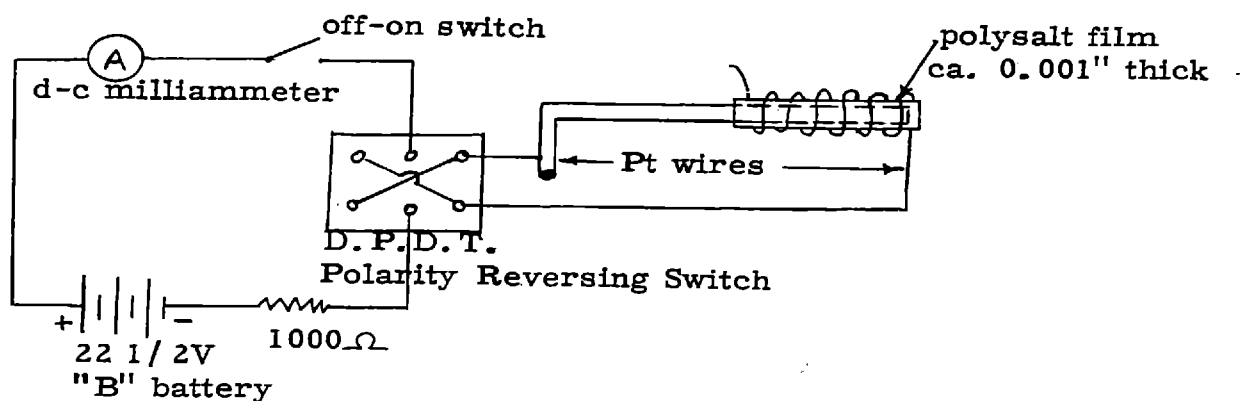 off-on switch
A
d-c milliammeter
polysalt film
ca. 0.001" thick
Pt wires
D.P.D.T.
Polarity Reversing Switch
+ -
1000Ω
22 1/2V
"B" battery